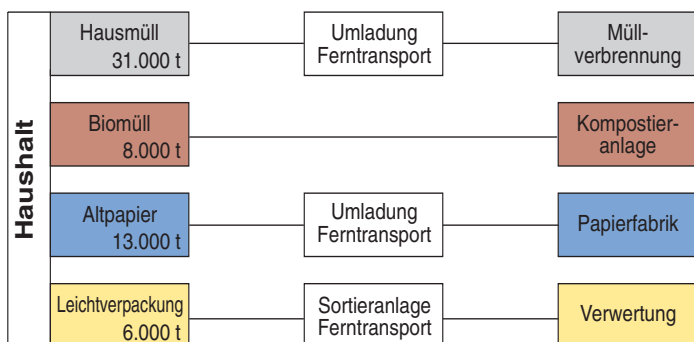 Haushalt
Hausmüll
31.000 t
Umladung
Ferntransport
Müll-
verbrennung
Biomüll
8.000 t
Kompostier-
anlage
Altpapier
13.000 t
Umladung
Ferntransport
Papierfabrik
Leichtverpackung
6.000 t
Sortieranlage
Ferntransport
Verwertung